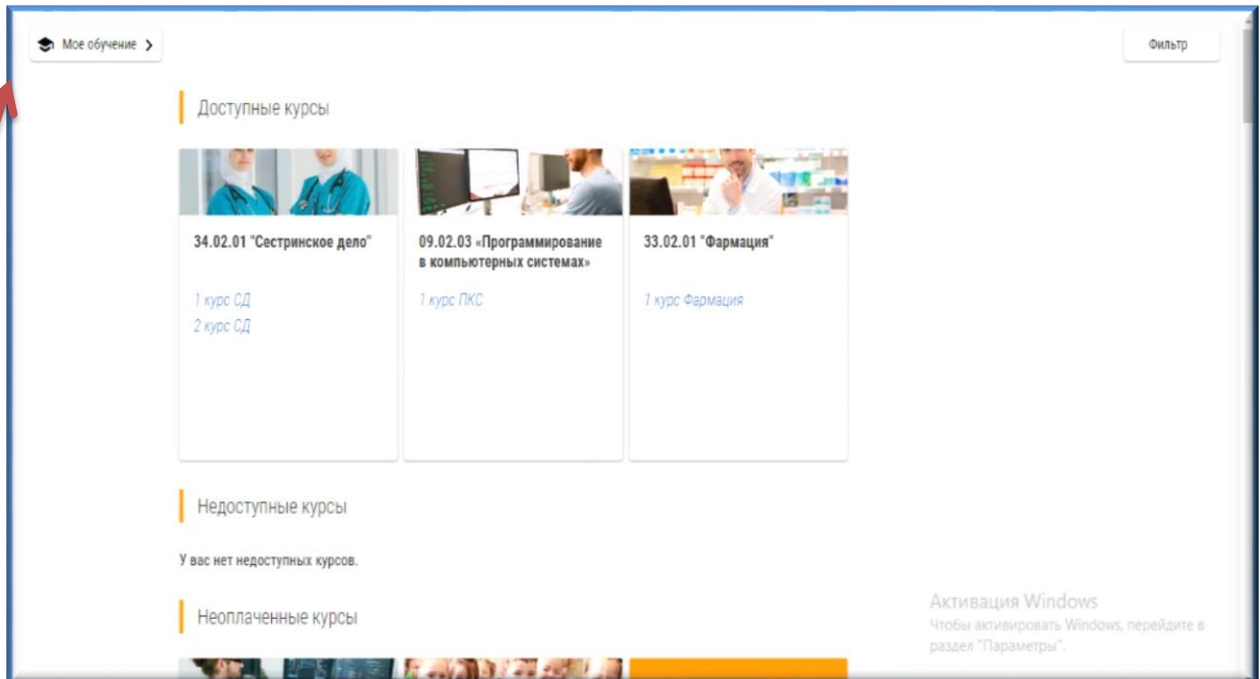 Мое обучение
Фильтр
Доступные курсы
34.02.01 "Сестринское дело"
1 курс СД
2 курс СД
09.02.03 «Программирование
в компьютерных системах»
1 курс ПКС
33.02.01 "Фармация"
1 курс Фармация
Недоступные курсы
У вас нет недоступных курсов.
Неоплаченные курсы
Активация Windows
Чтобы активировать Windows, перейдите в
раздел "Параметры".